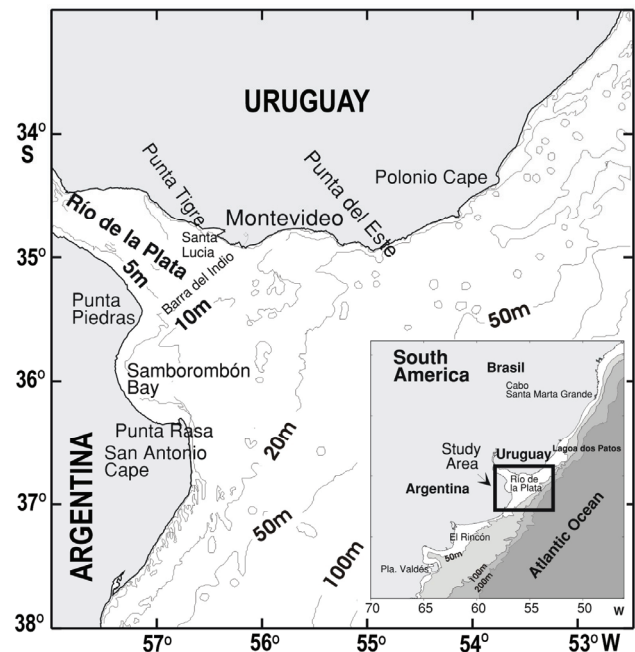 URUGUAY
34°
S
Punta Tigre
Punta del Este
Polonio Cape
Río de la Plata
Montevideo
Santa
Lucia
35°
5m
Barra del Indio
10m
Punta
Piedras
50m
Samborombón
Bay
36°
20m
Punta Rasa
San Antonio
Cape
ARGENTINA
37°
50m
100m
38°
57°
56°
55°
54°
53° W
South
America
Brasil
Cabo
Santa Marta Grande
Study
Area
Uruguay
Lagoa dos Patos
Argentina
Río de
la Plata
El Rincón
50m
Pla. Valdés
100m
200m
Atlantic Ocean
70
65
60
55
50
W